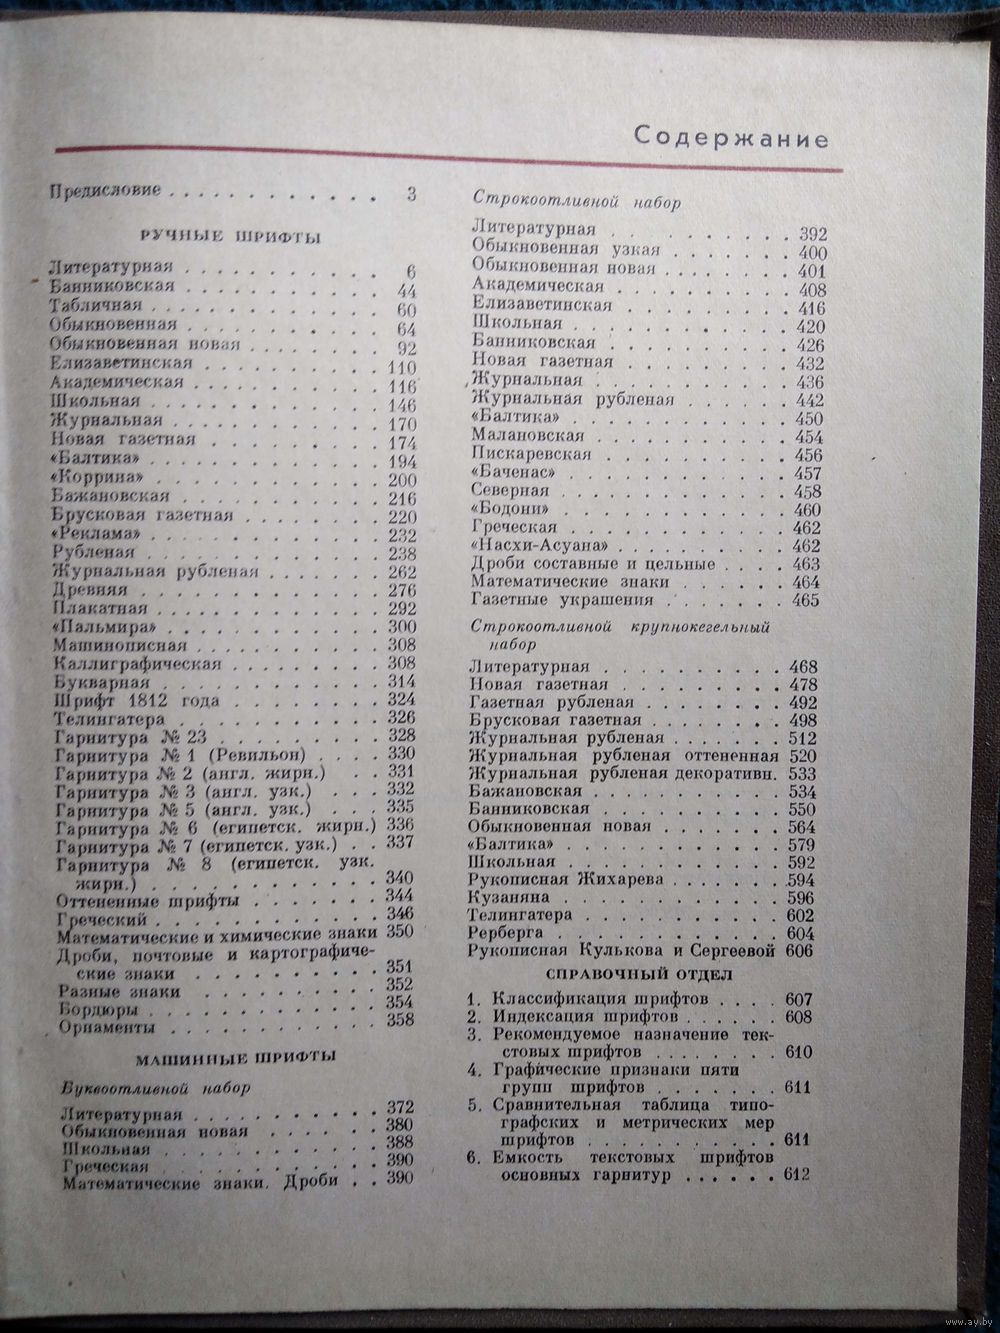 Содержание
Предисловие . . . . . . . . . . . . 3
РУЧНЫЕ ШРИФТЫ
Литературная . . . . . . . . . . . 6
Банниковская . . . . . . . . . . . 44
Табличная . . . . . . . . . . . . 60
Обыкновенная . . . . . . . . . . . 64
Обыкновенная новая . . . . . . . 92
Елизаветинская . . . . . . . . . . 110
Академическая . . . . . . . . . . 116
Школьная . . . . . . . . . . . . 146
Журнальная . . . . . . . . . . . 170
Новая газетная . . . . . . . . . 174
«Балтика» . . . . . . . . . . . . 194
«Коррина» . . . . . . . . . . . . 200
Бажановская . . . . . . . . . . . 216
Брусковая газетная . . . . . . . 220
«Реклама» . . . . . . . . . . . . 232
Рубленая . . . . . . . . . . . . 238
Журнальная рубленая . . . . . . . 262
Древняя . . . . . . . . . . . . . 276
Плакатная . . . . . . . . . . . . 292
«Пальмира» . . . . . . . . . . . 300
Машинописная . . . . . . . . . . 308
Каллиграфическая . . . . . . . . 308
Букварная . . . . . . . . . . . . 314
Шрифт 1812 года . . . . . . . . 324
Телингатера . . . . . . . . . . . 326
Гарнитура № 23 . . . . . . . . . 328
Гарнитура № 1 (Ревильон) . . . . 330
Гарнитура № 2 (англ. жирн.) . . 331
Гарнитура № 3 (англ. узк.) . . . 332
Гарнитура № 5 (англ. узк.) . . . 335
Гарнитура № 6 (египетск. жирн.) 336
Гарнитура № 7 (египетск. узк.) . . 337
Гарнитура № 8 (египетск. узк.
жирн.) . . . . . . . . . . . . 340
Оттененные шрифты . . . . . . . 344
Греческий . . . . . . . . . . . . 346
Математические и химические знаки 350
Дроби, почтовые и картографиче-
ские знаки . . . . . . . . . . 351
Разные знаки . . . . . . . . . . 352
Бордюры . . . . . . . . . . . . . 354
Орнаменты . . . . . . . . . . . . 358
МАШИННЫЕ ШРИФТЫ
Буквоотливной набор
Литературная . . . . . . . . . . . 372
Обыкновенная новая . . . . . . 380
Школьная . . . . . . . . . . . . 388
Греческая . . . . . . . . . . . . 390
Математические знаки. Дроби . . 390
Строкоотливной набор
Литературная . . . . . . . . . . 392
Обыкновенная узкая . . . . . . . 400
Обыкновенная новая . . . . . . . 401
Академическая . . . . . . . . . . 408
Елизаветинская . . . . . . . . . 416
Школьная . . . . . . . . . . . . 420
Банниковская . . . . . . . . . . 426
Новая газетная . . . . . . . . . 432
Журнальная . . . . . . . . . . . 436
Журнальная рубленая . . . . . . 442
«Балтика» . . . . . . . . . . . . 450
Малановская . . . . . . . . . . . 454
Пискаревская . . . . . . . . . . 456
«Баченас» . . . . . . . . . . . . 457
Северная . . . . . . . . . . . . 458
«Бодони» . . . . . . . . . . . . 460
Греческая . . . . . . . . . . . . 462
«Насхи-Асуана» . . . . . . . . . 462
Дроби составные и цельные . . . . 463
Математические знаки . . . . . . 464
Газетные украшения . . . . . . . 465
Строкоотливной крупнокегельный
набор
Литературная . . . . . . . . . . 468
Новая газетная . . . . . . . . . 478
Газетная рубленая . . . . . . . . 492
Брусковая газетная . . . . . . . 498
Журнальная рубленая . . . . . . . 512
Журнальная рубленая оттененная 520
Журнальная рубленая декоративн. 533
Бажановская . . . . . . . . . . . 534
Банниковская . . . . . . . . . . 550
Обыкновенная новая . . . . . . . 564
«Балтика» . . . . . . . . . . . . 579
Школьная . . . . . . . . . . . . 592
Рукописная Жихарева . . . . . . . 594
Кузаняна . . . . . . . . . . . . 596
Телингатера . . . . . . . . . . . 602
Рерберга . . . . . . . . . . . . 604
Рукописная Кулькова и Сергеевой 606
СПРАВОЧНЫЙ ОТДЕЛ
1. Классификация шрифтов . . . . 607
2. Индексация шрифтов . . . . . . 608
3. Рекомендуемое назначение тек-
стовых шрифтов . . . . . . . . 610
4. Графические признаки пяти
групп шрифтов . . . . . . . 611
5. Сравнительная таблица типо-
графских и метрических мер
шрифтов . . . . . . . . . . . 611
6. Емкость текстовых шрифтов
основных гарнитур . . . . . . 612
www.ay.by